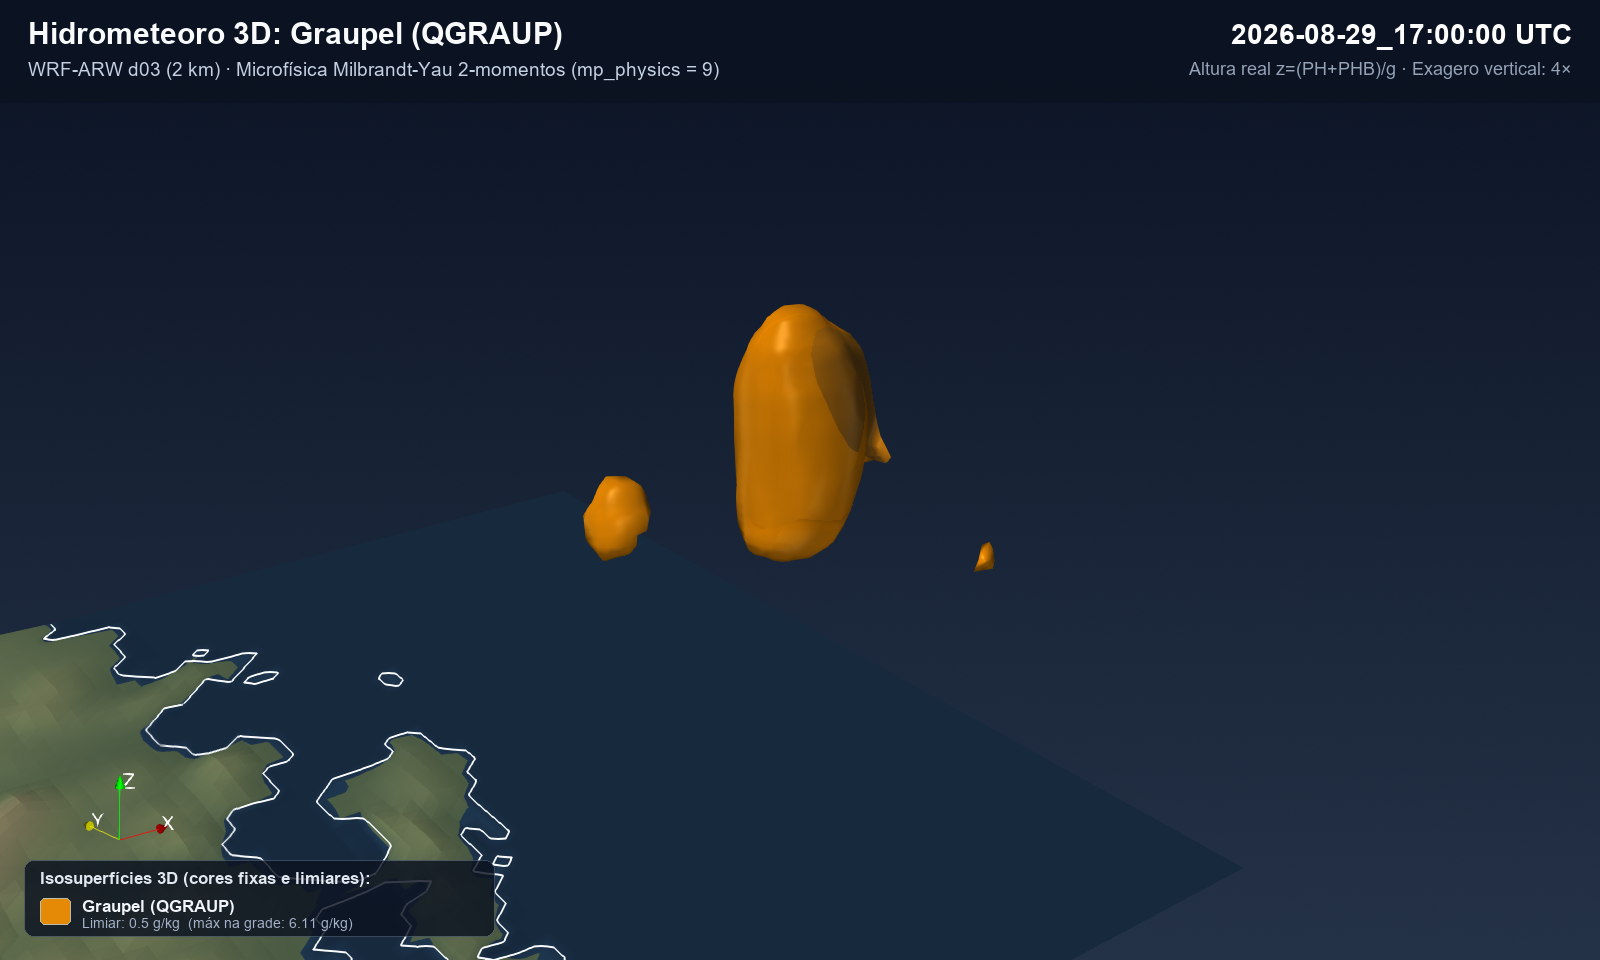 Hidrometeoro 3D: Graupel (QGRAUP)
WRF-ARW d03 (2 km) · Microfísica Milbrandt-Yau 2-momentos (mp_physics = 9)
2026-08-29_17:00:00 UTC
Altura real z=(PH+PHB)/g · Exagero vertical: 4×
Z
Y
X
Isosuperfícies 3D (cores fixas e limiares):
Graupel (QGRAUP)
Limiar: 0.5 g/kg (máx na grade: 6.11 g/kg)